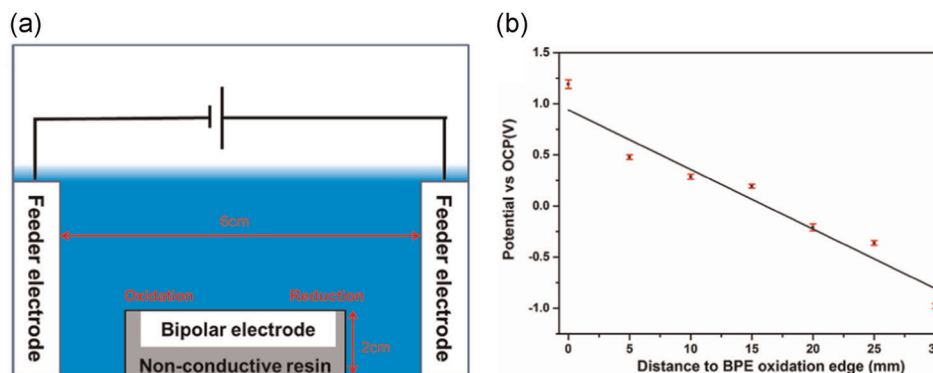 (a)
Feeder electrode
6cm
Oxidation
Reduction
Bipolar electrode
2cm
Non-conductive resin
Feeder electrode
(b)
Potential vs OCP(V)
1.5
1.0
0.5
0.0
-0.5
-1.0
0
5
10
15
20
25
30
Distance to BPE oxidation edge (mm)